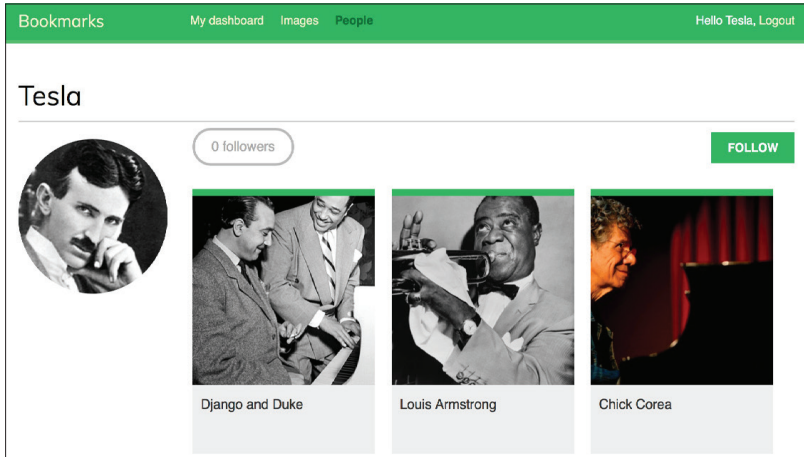 Bookmarks My dashboard Images People Hello Tesla, Logout
Tesla
0 followers FOLLOW
Django and Duke Louis Armstrong Chick Corea